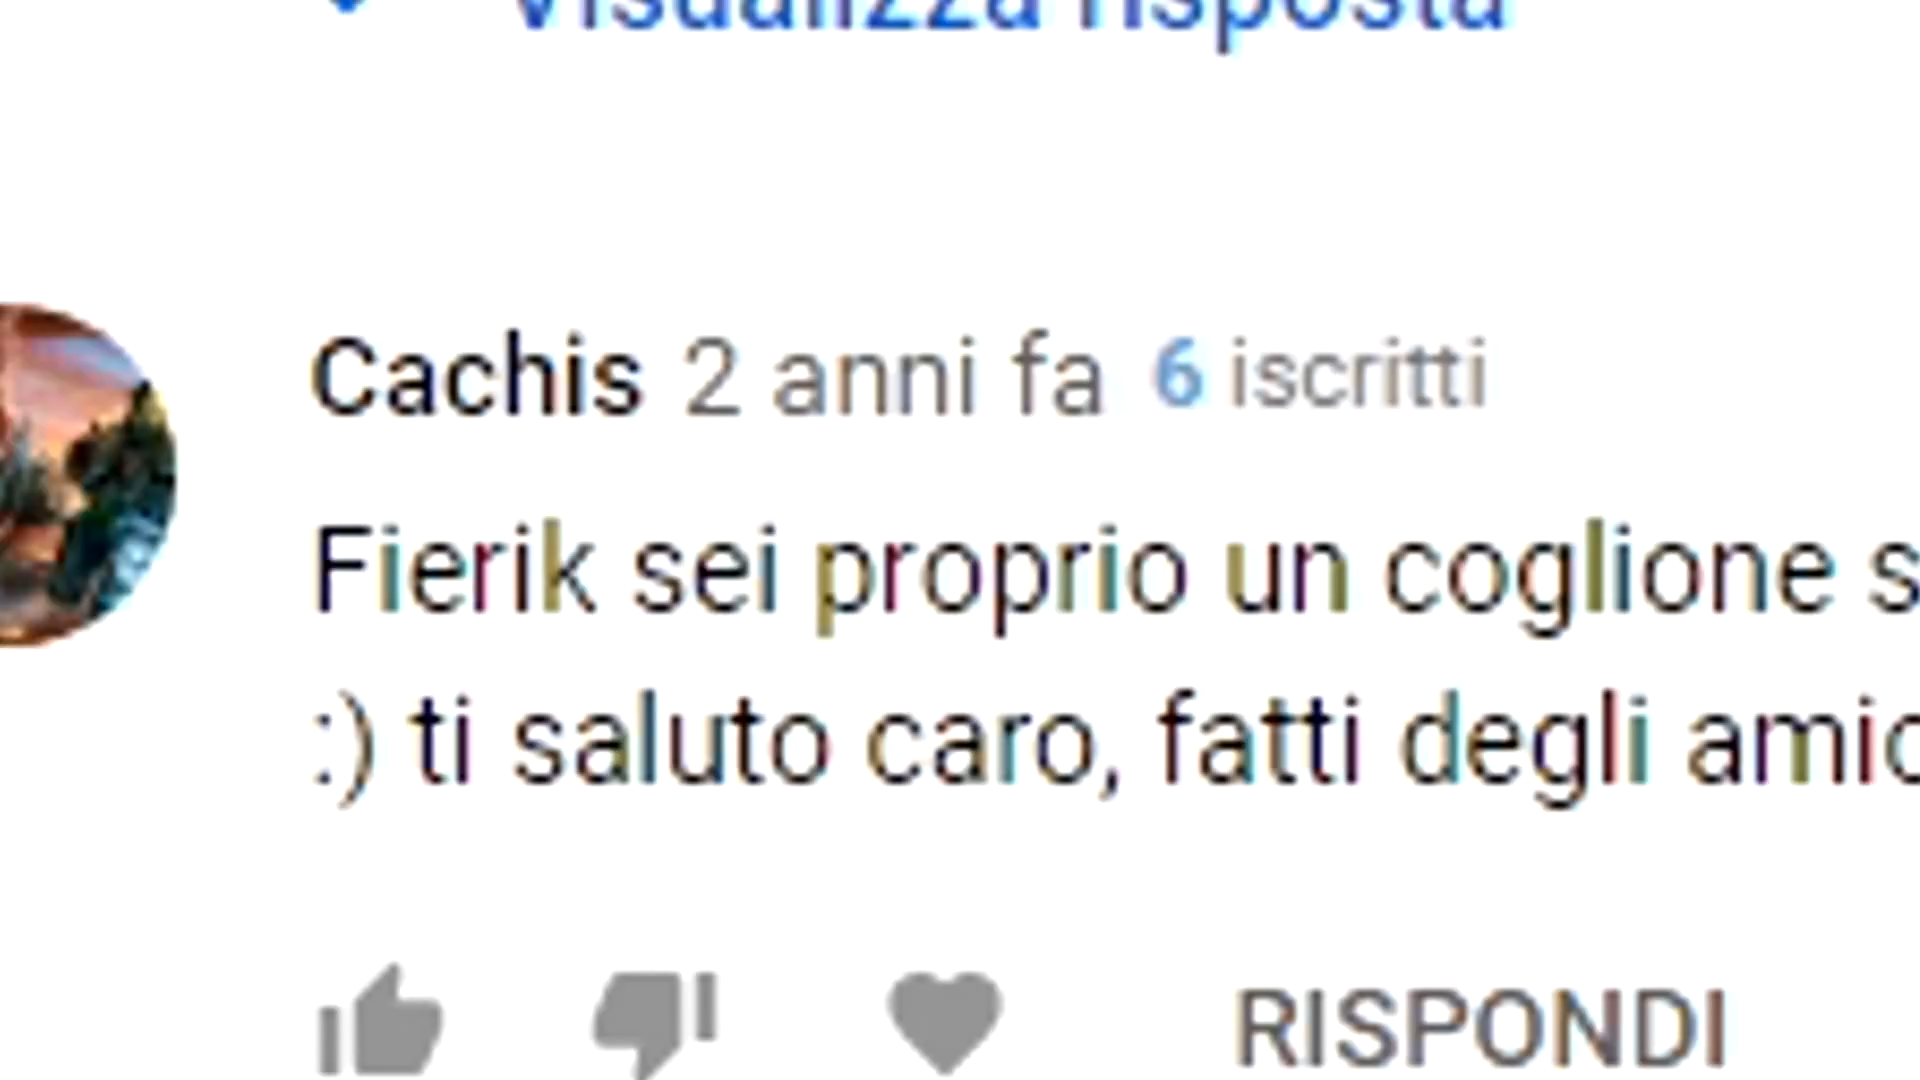 Visualizza risposta
Cachis 2 anni fa 6 iscritti
Fierik sei proprio un coglione s
:) ti saluto caro, fatti degli amic
RISPONDI